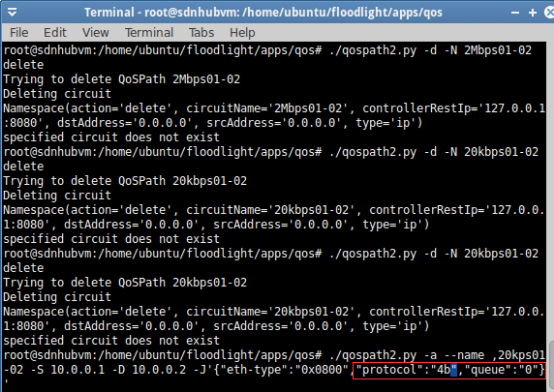 Terminal - root@sdnhubvm: /home/ubuntu/floodlight/apps/qos
File Edit View Terminal Tabs Help
root@sdnhubvm:/home/ubuntu/floodlight/apps/qos# ./qospath2.py -d -N 2Mbps01-02
delete
Trying to delete QoSPath 2Mbps01-02
Deleting circuit
Namespace(action='delete', circuitName='2Mbps01-02', controllerRestIp='127.0.0.1
:8080', dstAddress='0.0.0.0', srcAddress='0.0.0.0', type='ip')
specified circuit does not exist
root@sdnhubvm:/home/ubuntu/floodlight/apps/qos# ./qospath2.py -d -N 20kbps01-02
delete
Trying to delete QoSPath 20kbps01-02
Deleting circuit
Namespace(action='delete', circuitName='20kbps01-02', controllerRestIp='127.0.0.
1:8080', dstAddress='0.0.0.0', srcAddress='0.0.0.0', type='ip')
specified circuit does not exist
root@sdnhubvm:/home/ubuntu/floodlight/apps/qos# ./qospath2.py -d -N 20kbps01-02
delete
Trying to delete QoSPath 20kbps01-02
Deleting circuit
Namespace(action='delete', circuitName='20kbps01-02', controllerRestIp='127.0.0.
1:8080', dstAddress='0.0.0.0', srcAddress='0.0.0.0', type='ip')
specified circuit does not exist
root@sdnhubvm:/home/ubuntu/floodlight/apps/qos# ./qospath2.py -a --name ,20kbps01
-02 -S 10.0.0.1 -D 10.0.0.2 -J'{"eth-type":"0x0800","protocol":"4b","queue":"0"}
'